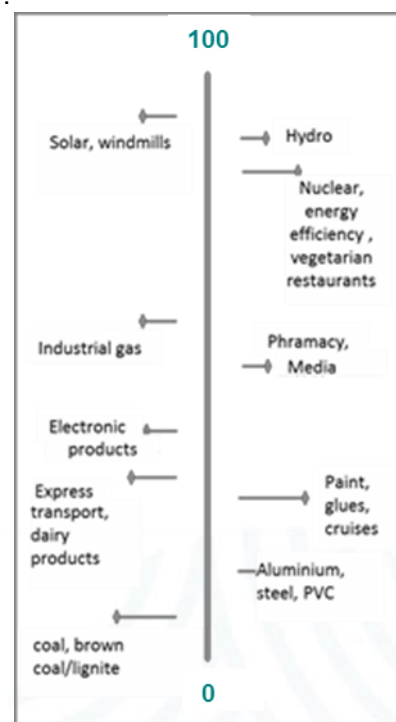 100
Solar, windmills
Hydro
Nuclear,
energy
efficiency ,
vegetarian
restaurants
Industrial gas
Phramacy,
Media
Electronic
products
Express
transport,
dairy
products
Paint,
glues,
cruises
Aluminium,
steel, PVC
coal, brown
coal/lignite
0